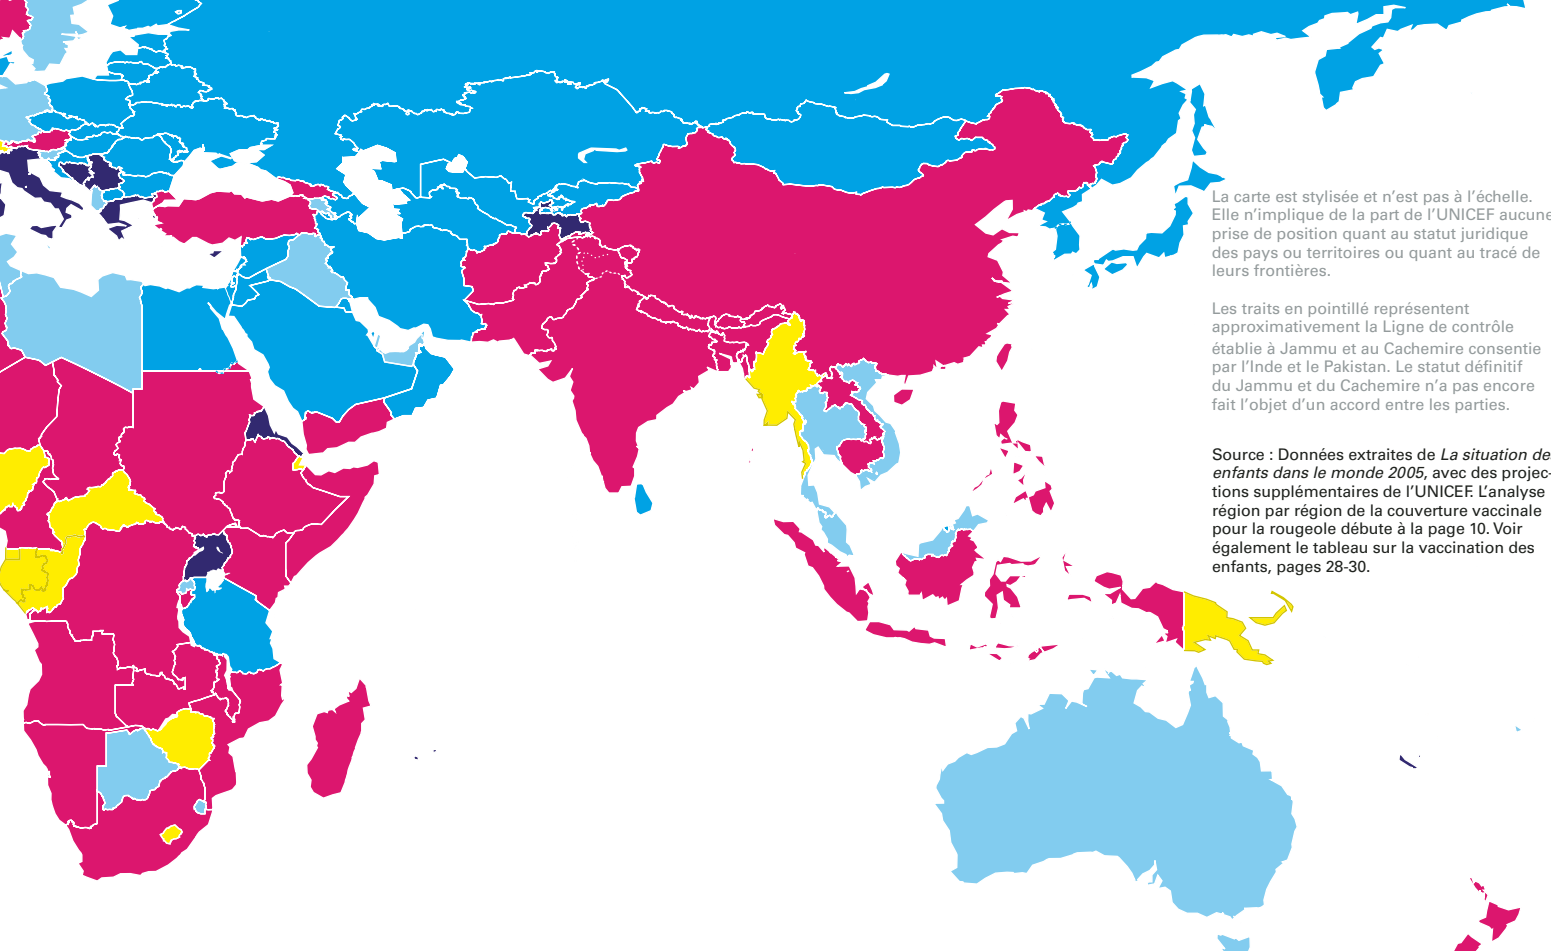 La carte est stylisée et n’est pas à l’échelle.
Elle n’implique de la part de l’UNICEF aucune
prise de position quant au statut juridique
des pays ou territoires ou quant au tracé de
leurs frontières.
Les traits en pointillé représentent
approximativement la Ligne de contrôle
établie à Jammu et au Cachemire consentie
par l’Inde et le Pakistan. Le statut définitif
du Jammu et du Cachemire n’a pas encore
fait l’objet d’un accord entre les parties.
Source : Données extraites de La situation des
enfants dans le monde 2005, avec des projec-
tions supplémentaires de l’UNICEF. L’analyse
région par région de la couverture vaccinale
pour la rougeole débute à la page 10. Voir
également le tableau sur la vaccination des
enfants, pages 28-30.